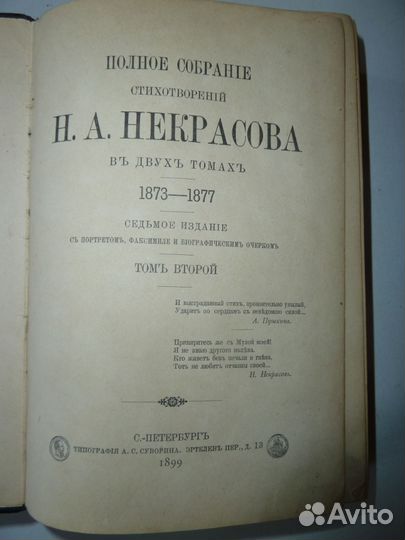 ПОЛНОЕ СОБРАНІЕ
СТИХОТВОРЕНІЙ
Н. А. НЕКРАСОВА
ВЪ ДВУХЪ ТОМАХЪ
1873—1877
СЕДЬМОЕ ИЗДАНІЕ
СЪ ПОРТРЕТОМЪ, ФАКСИМИЛЕ И БІОГРАФИЧЕСКИМЪ ОЧЕРКОМЪ
ТОМЪ ВТОРОЙ
И выстраданный стихъ, пронзительно унылый,
Ударитъ по сердцамъ съ невѣдомою силой...
А. Пушкинъ.
Примиритесь же съ Музой моей!
Я не знаю другого напѣва.
Кто живетъ безъ печали и гнѣва,
Тотъ не любитъ отчизны своей...
Н. Некрасовъ.
С.-ПЕТЕРБУРГЪ
ТИПОГРАФІЯ А. С. СУВОРИНА. ЭРТЕЛЕВЪ ПЕР., Д. 13
1899
Avito